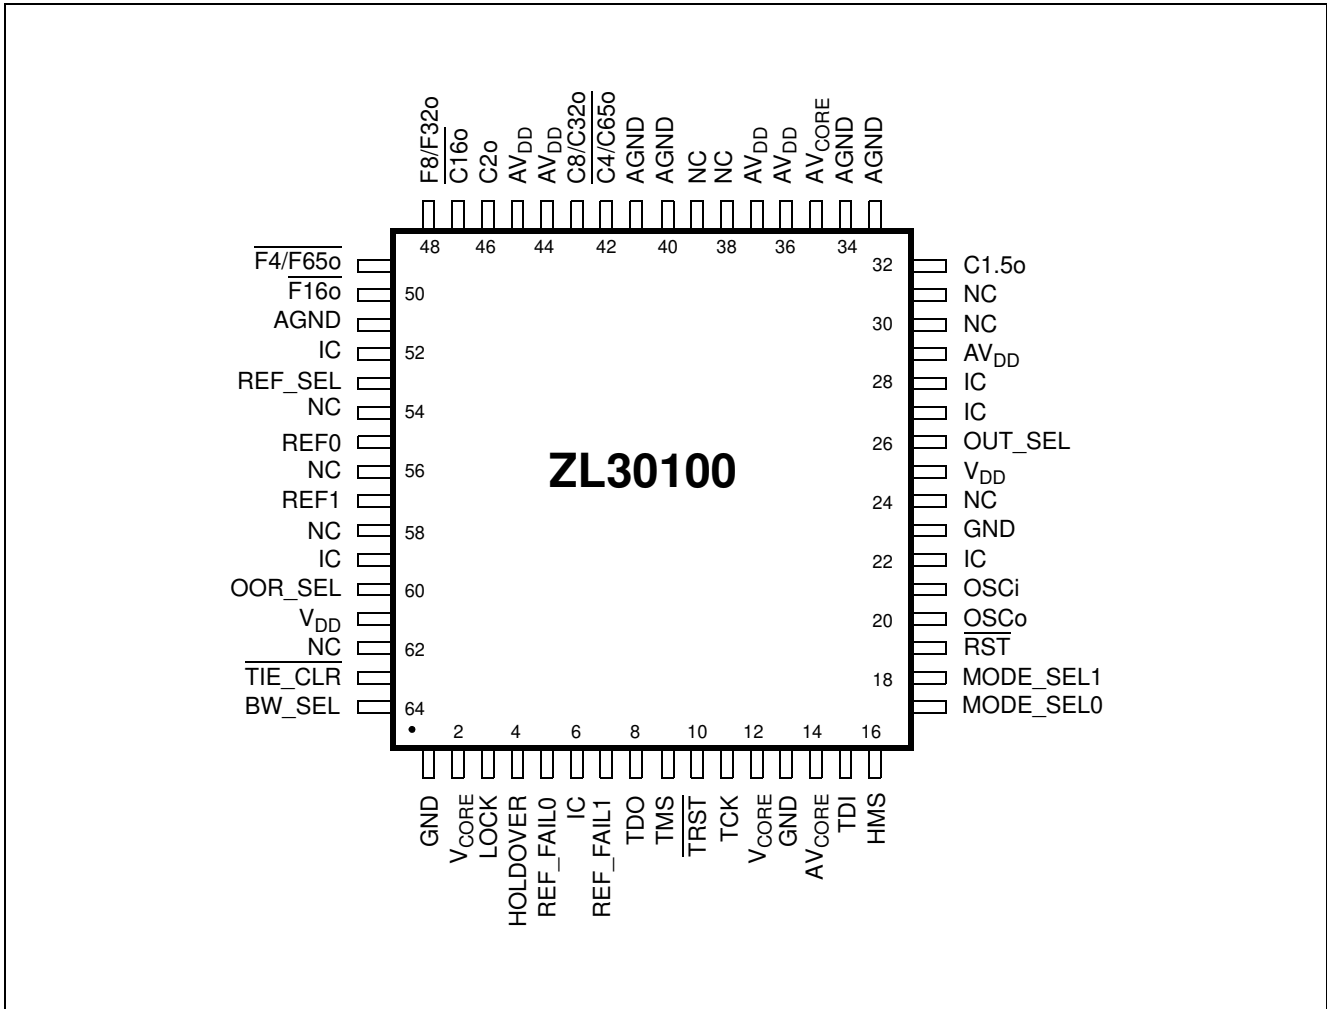 F8/F32o
C16o
C2o
AVDD
AVDD
C8/C32o
C4/C65o
AGND
AGND
NC
NC
AVDD
AVDD
AVCORE
AGND
AGND
48 46 44 42 40 38 36 34
F4/F65o
F16o
AGND
IC
REF_SEL
NC
REF0
NC
REF1
NC
IC
OOR_SEL
VDD
NC
TIE_CLR
BW_SEL
50
52
54
56
58
60
62
64
ZL30100
32
30
28
26
24
22
20
18
C1.5o
NC
NC
AVDD
IC
IC
OUT_SEL
VDD
NC
GND
IC
OSCi
OSCo
RST
MODE_SEL1
MODE_SEL0
2 4 6 8 10 12 14 16
GND
VCORE
LOCK
HOLDOVER
REF_FAIL0
IC
REF_FAIL1
TDO
TMS
TRST
TCK
VCORE
GND
AVCORE
TDI
HMS